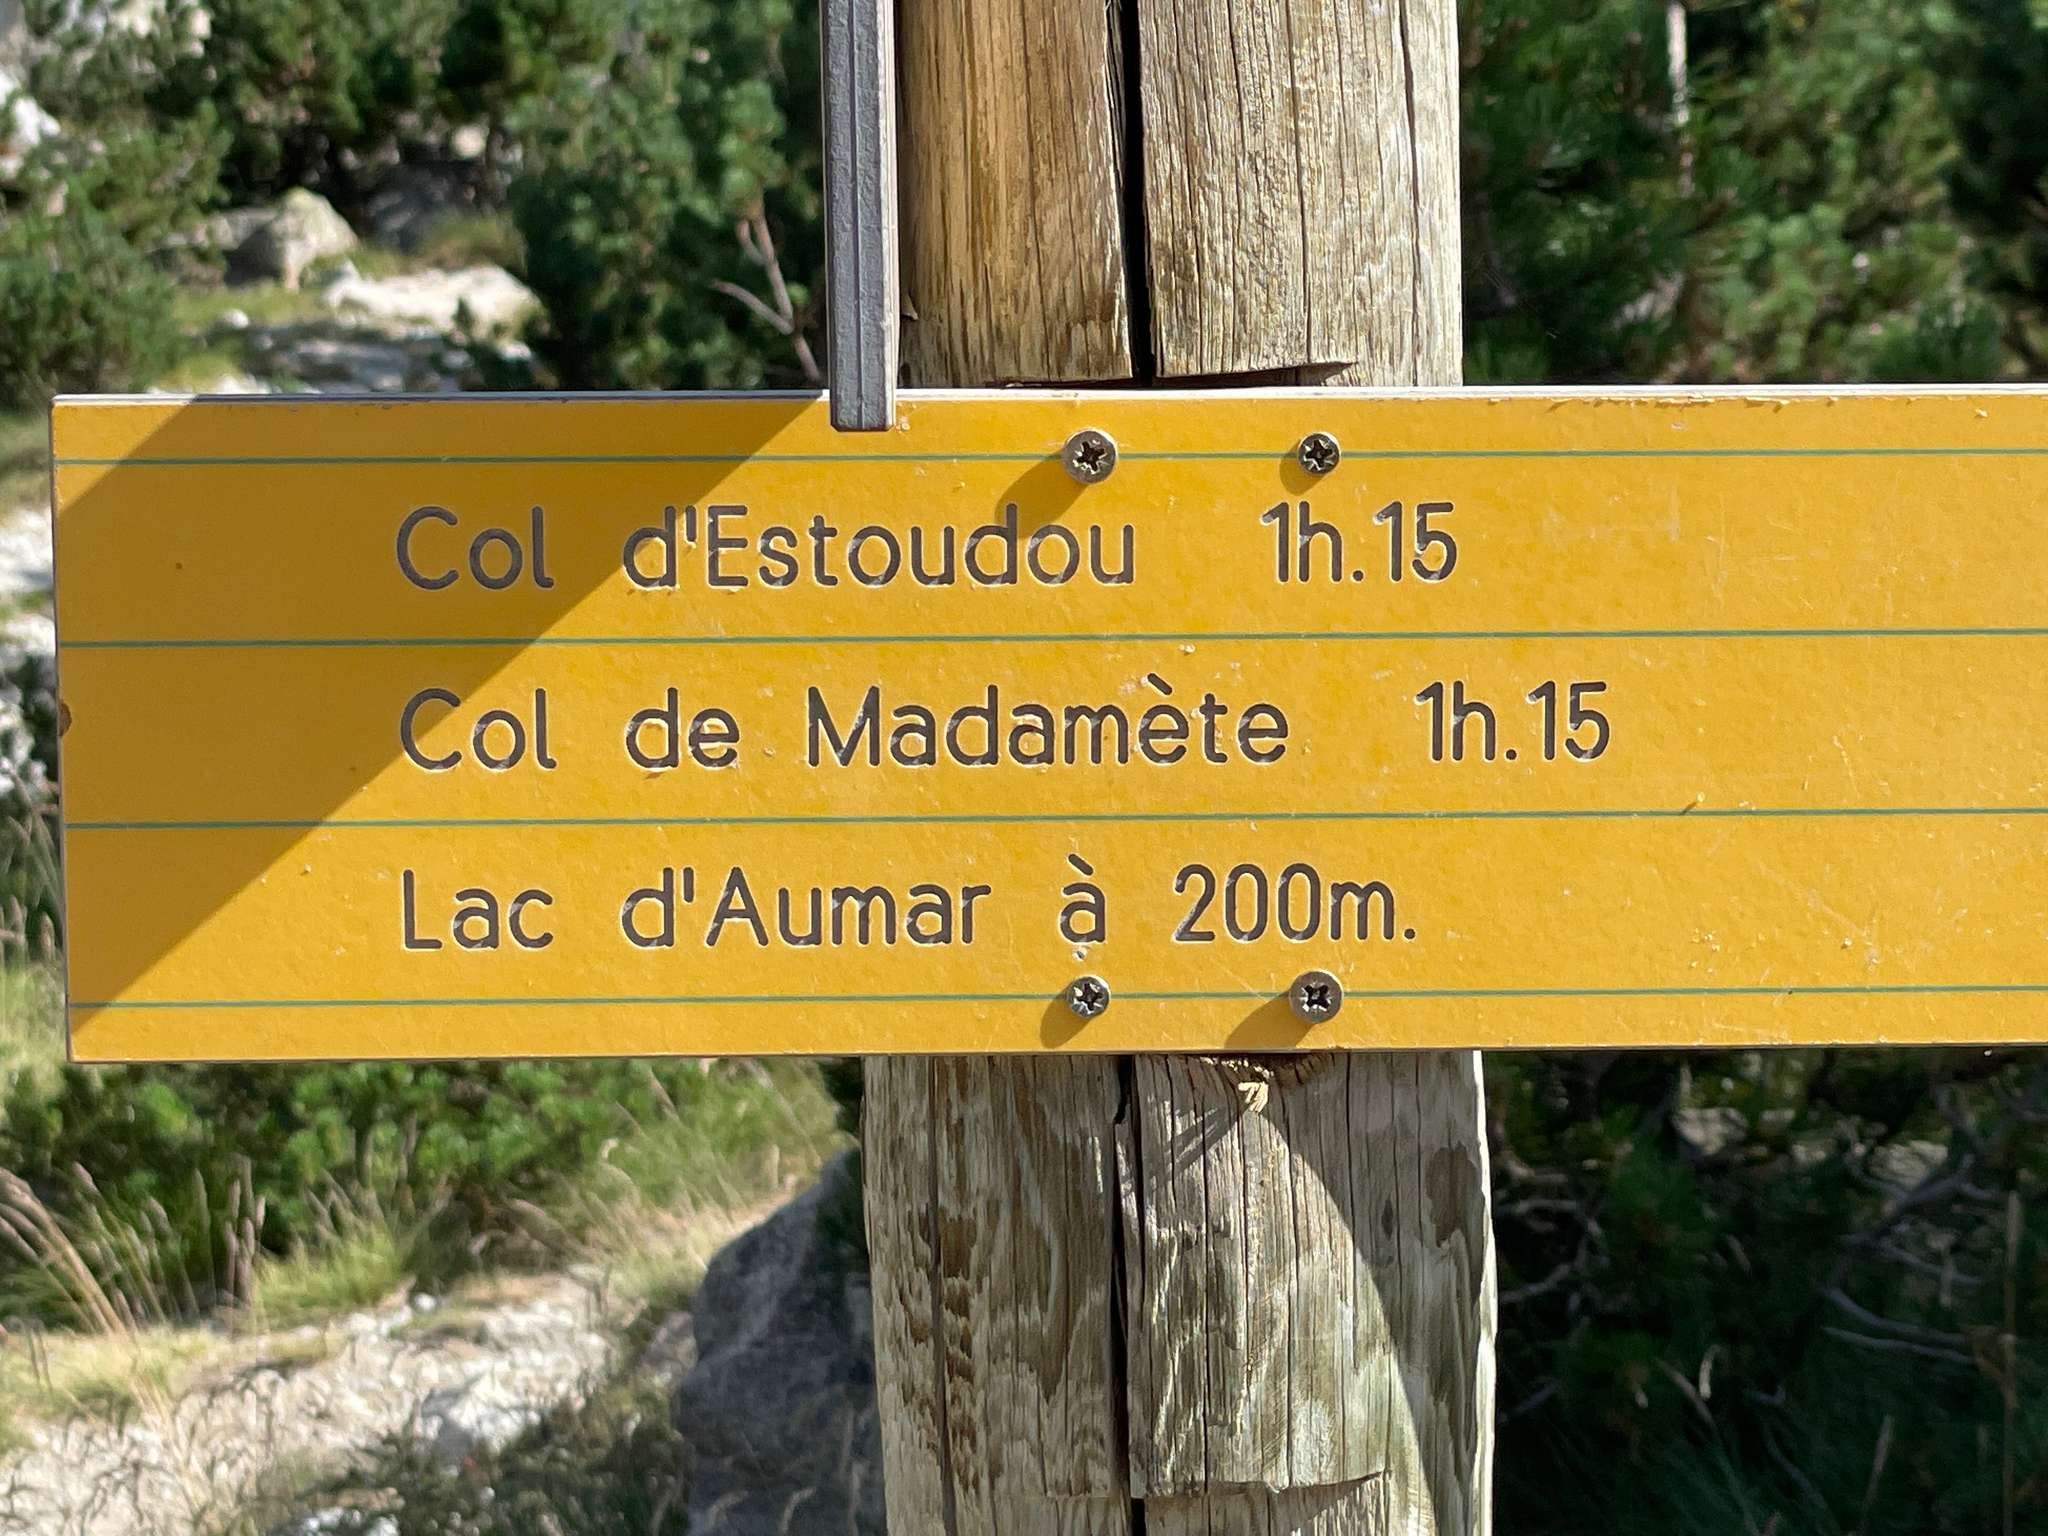 Col d'Estoudou 1h.15
Col de Madamète 1h.15
Lac d'Aumar à 200m.